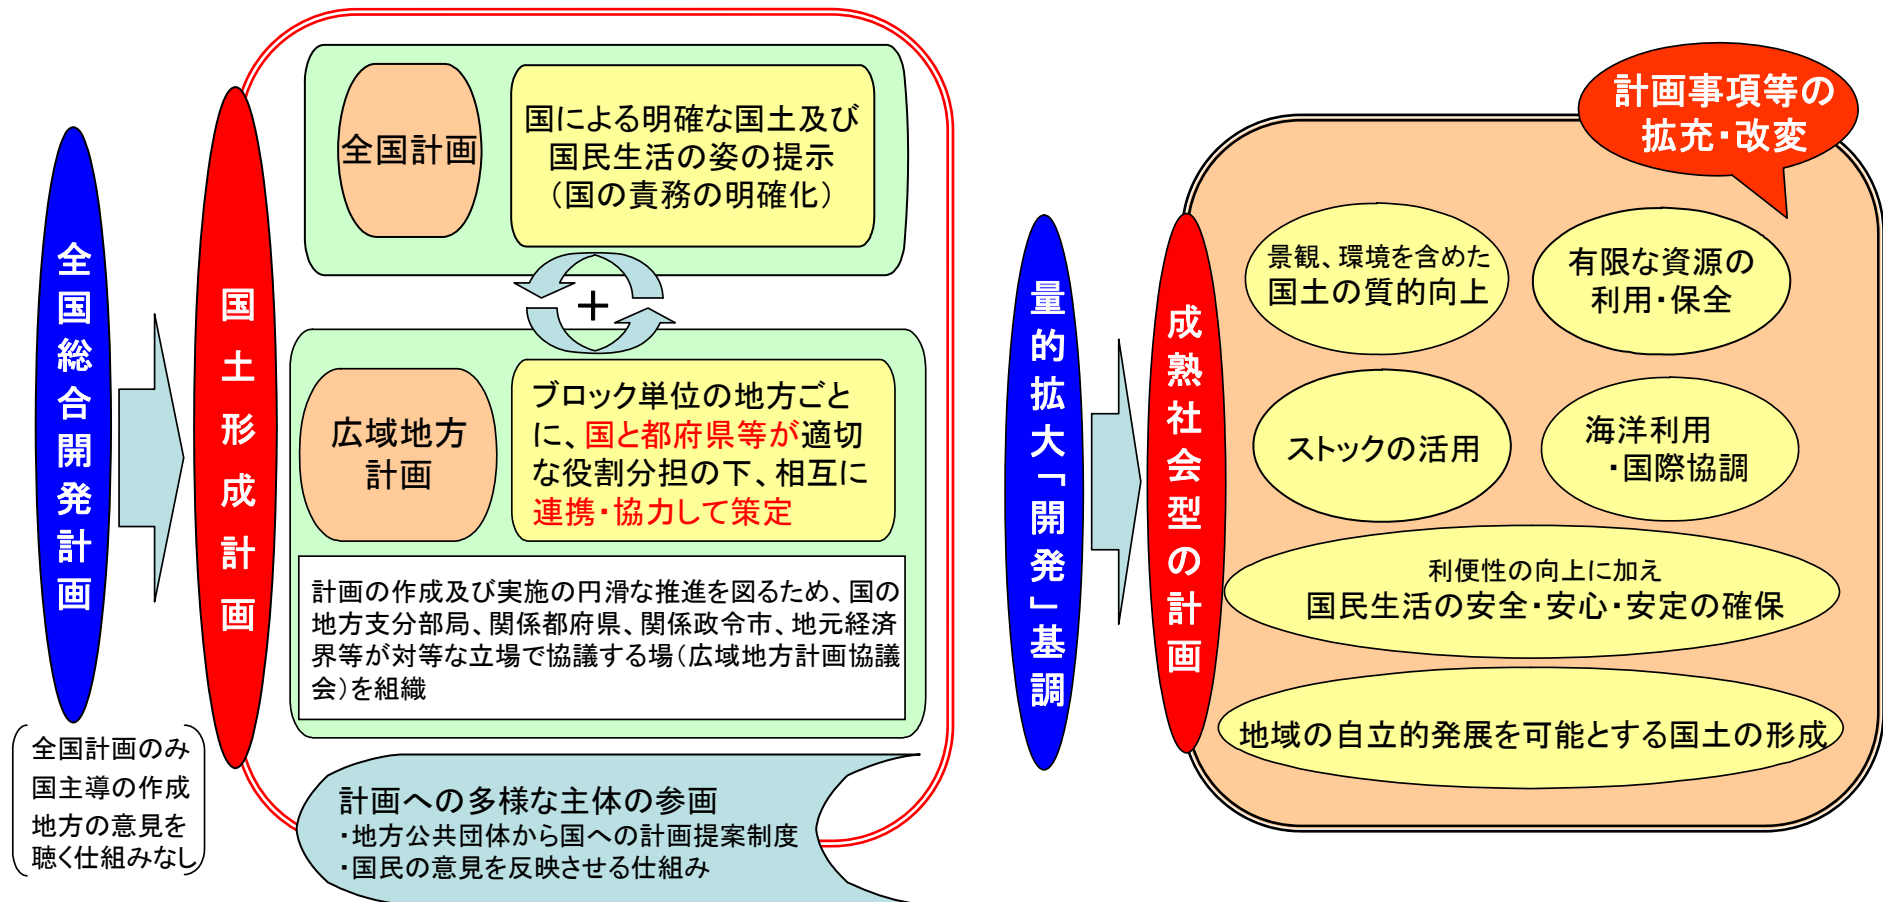 全国総合開発計画
全国計画のみ
国主導の作成
地方の意見を
聴く仕組みなし
国土形成計画
全国計画
国による明確な国土及び
国民生活の姿の提示
（国の責務の明確化）
＋
広域地方
計画
ブロック単位の地方ごと
に、国と都府県等が適切
な役割分担の下、相互に
連携・協力して策定
計画の作成及び実施の円滑な推進を図るため、国の
地方支分部局、関係都府県、関係政令市、地元経済
界等が対等な立場で協議する場（広域地方計画協議
会）を組織
計画への多様な主体の参画
・地方公共団体から国への計画提案制度
・国民の意見を反映させる仕組み
量的拡大「開発」基調
成熟社会型の計画
計画事項等の
拡充・改変
景観、環境を含めた
国土の質的向上
有限な資源の
利用・保全
ストックの活用
海洋利用
・国際協調
利便性の向上に加え
国民生活の安全・安心・安定の確保
地域の自立的発展を可能とする国土の形成